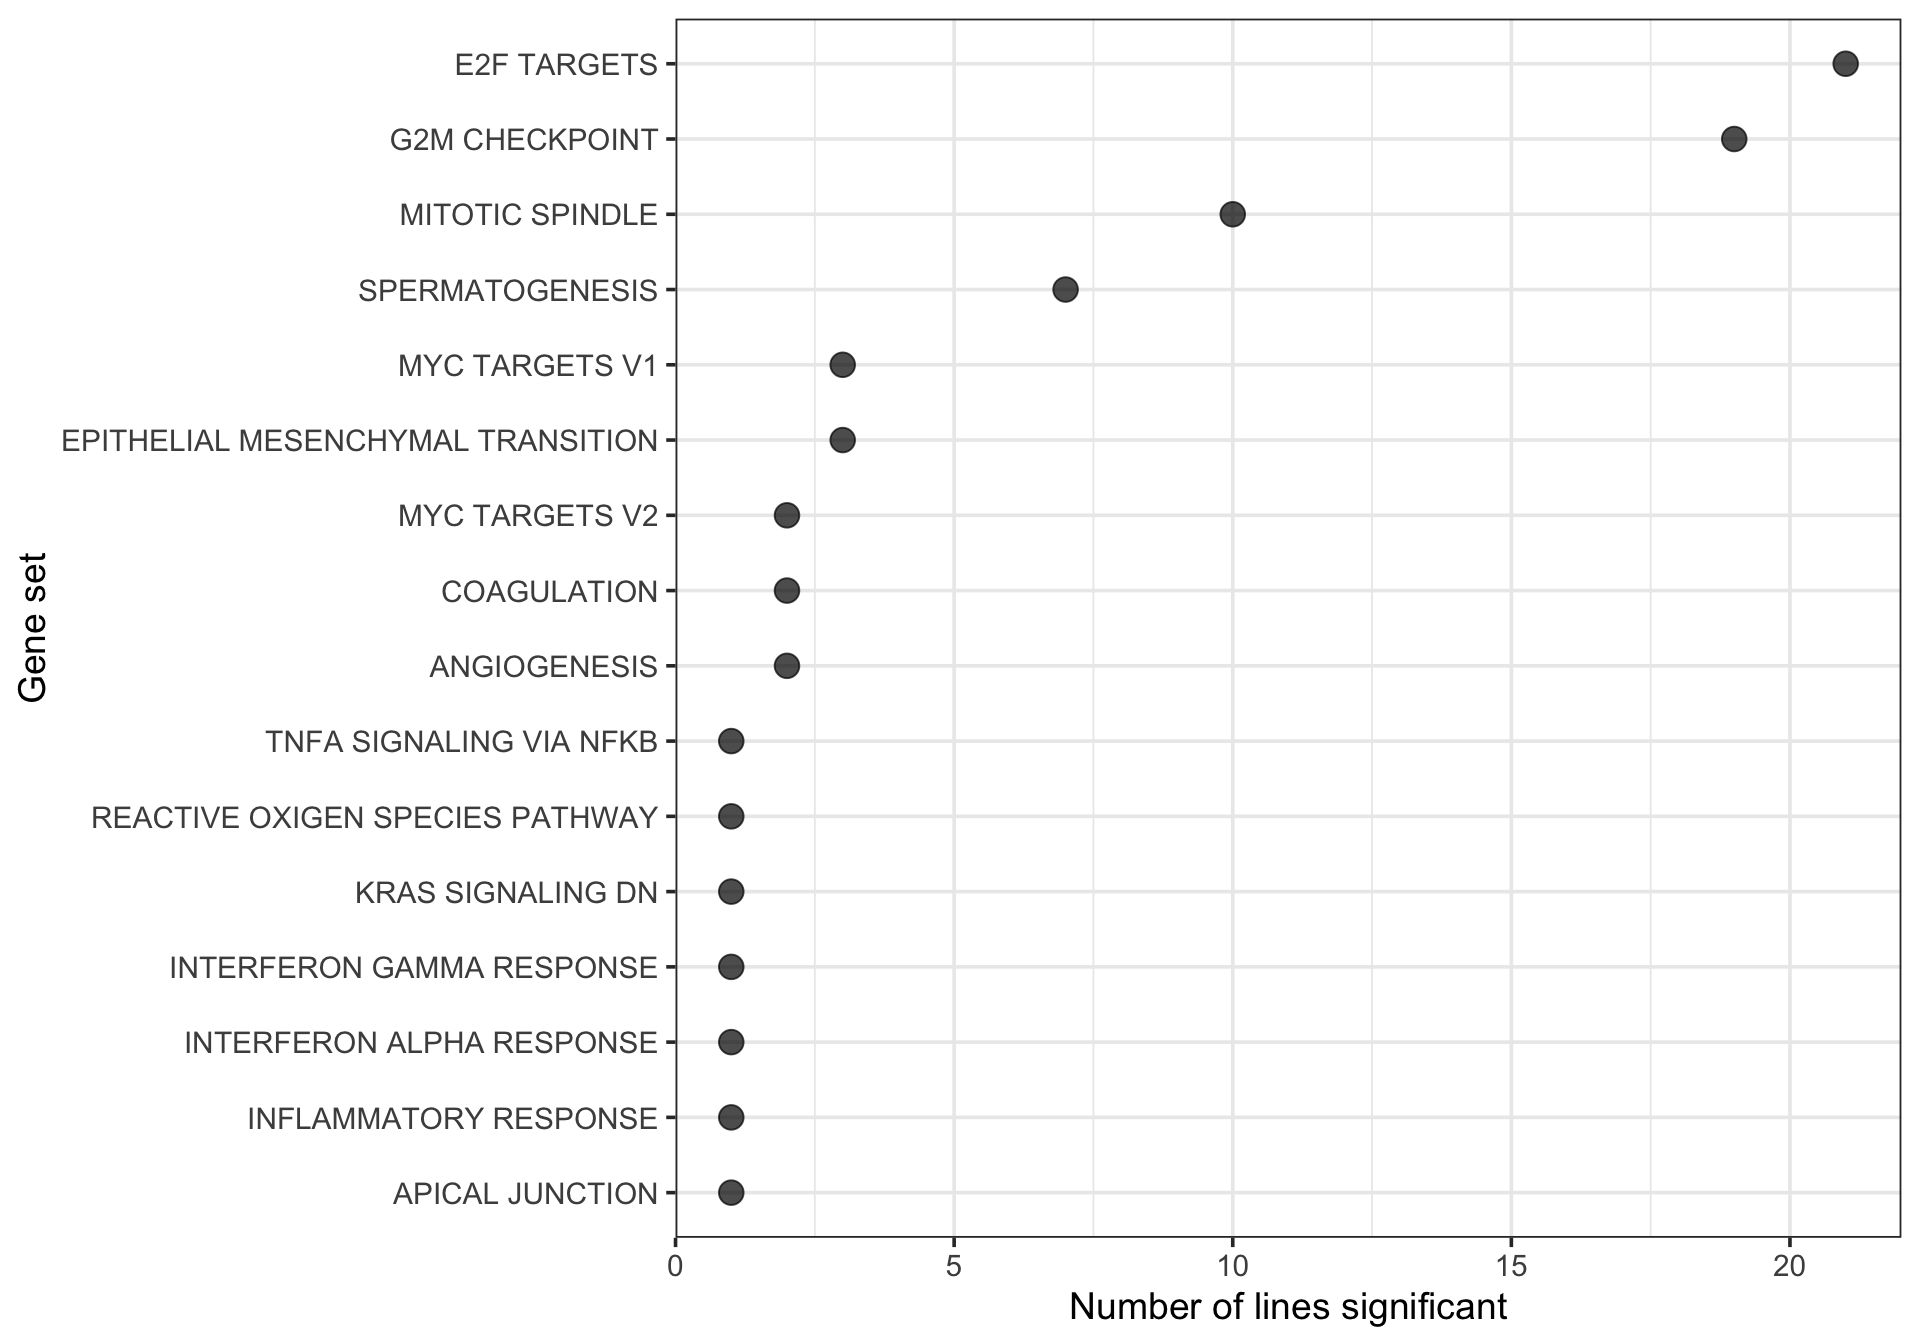 E2F TARGETS
G2M CHECKPOINT
MITOTIC SPINDLE
SPERMATOGENESIS
MYC TARGETS V1
EPITHELIAL MESENCHYMAL TRANSITION
MYC TARGETS V2
COAGULATION
ANGIOGENESIS
TNFA SIGNALING VIA NFKB
REACTIVE OXIGEN SPECIES PATHWAY
KRAS SIGNALING DN
INTERFERON GAMMA RESPONSE
INTERFERON ALPHA RESPONSE
INFLAMMATORY RESPONSE
APICAL JUNCTION
Gene set
0 5 10 15 20
Number of lines significant